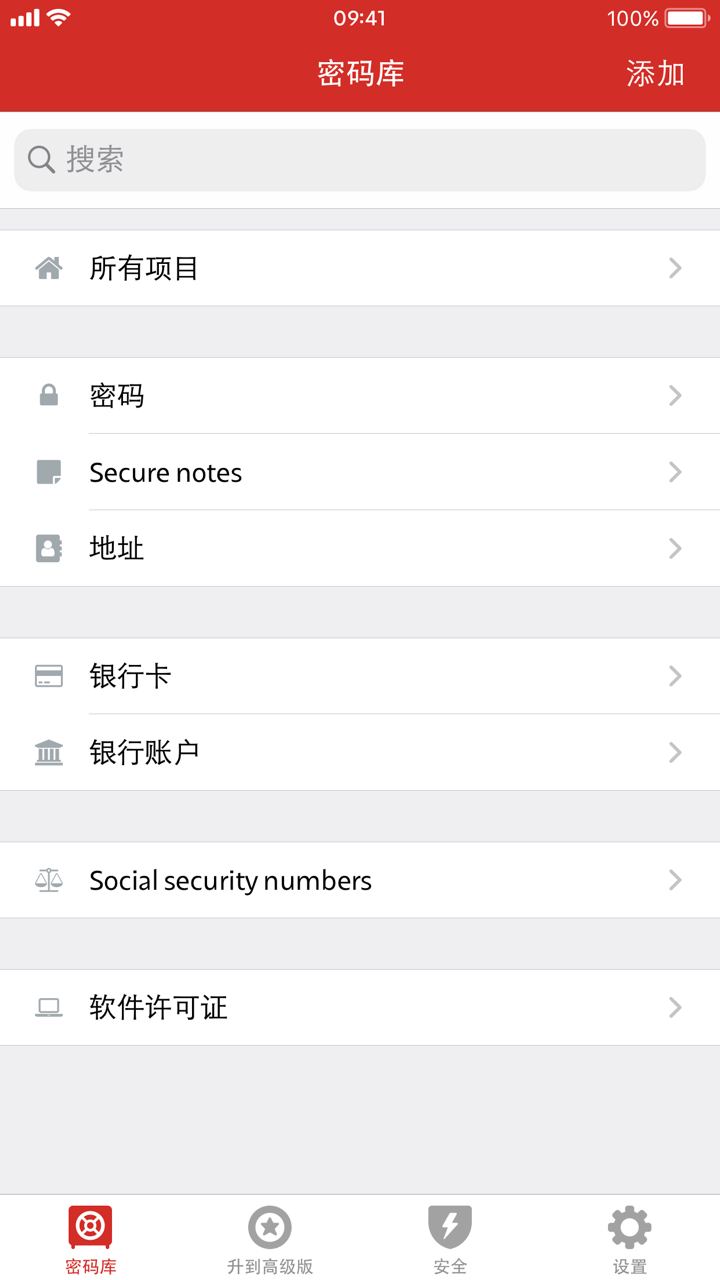 09:41
100%
密码库
添加
搜索
所有项目
密码
Secure notes
地址
银行卡
银行账户
Social security numbers
软件许可证
密码库
升到高级版
安全
设置